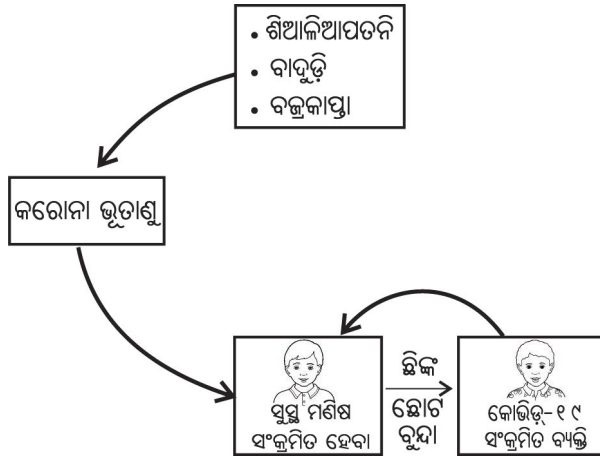 • ଶିଆଳିଆପତନି
• ବାଦୁଡ଼ି
• ବଜ୍ରକାପ୍ତା
କରୋନା ଭୂତାଣୁ
ସୁସ୍ଥ ମଣିଷ
ସଂକ୍ରମିତ ହେବା
ଛିଙ୍କ
ଛୋଟ
ବୁନ୍ଦା
କୋଭିଡ଼୍-୧୯
ସଂକ୍ରମିତ ବ୍ୟକ୍ତି